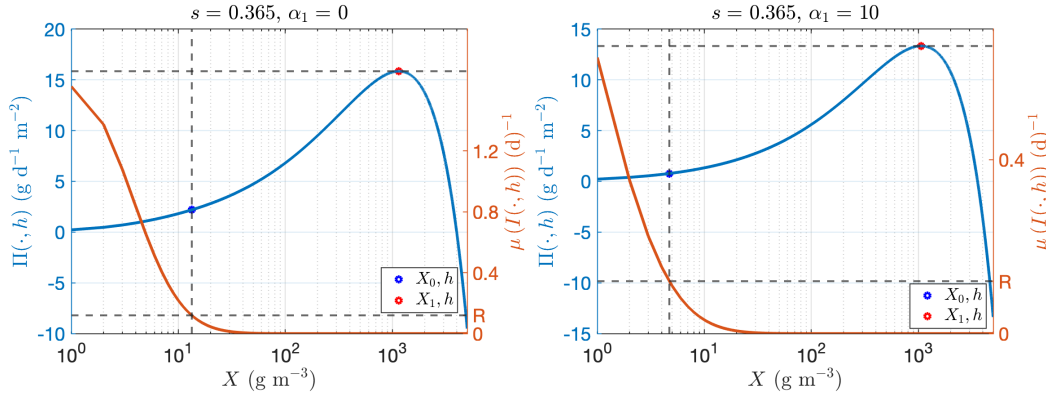 s = 0.365, α₁ = 0
20
15
10
5
0
-5
-10
Π(·, h) (g d⁻¹ m⁻²)
1.2
0.8
0.4
R
0
μ (I(·, h)) (d)⁻¹
X₀, h
X₁, h
10⁰
10¹
10²
10³
X (g m⁻³)
s = 0.365, α₁ = 10
15
10
5
0
-5
-10
-15
Π(·, h) (g d⁻¹ m⁻²)
0.4
R
0
μ (I(·, h)) (d)⁻¹
X₀, h
X₁, h
10⁰
10¹
10²
10³
X (g m⁻³)